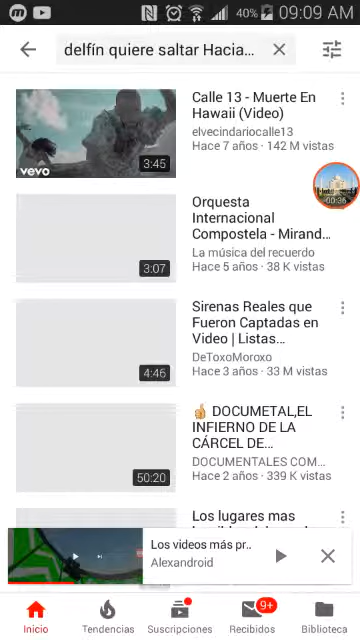 40% 09:09 AM
delfín quiere saltar Hacia...
Calle 13 - Muerte En
Hawaii (Video)
elvecindariocalle13
Hace 7 años · 142 M vistas
vevo
3:45
00:36
Orquesta
Internacional
Compostela - Mirand...
La música del recuerdo
Hace 5 años · 38 K vistas
3:07
Sirenas Reales que
Fueron Captadas en
Video | Listas...
DeToxoMoroxo
Hace 3 años · 33 M vistas
4:46
👍 DOCUMETAL,EL
INFIERNO DE LA
CÁRCEL DE...
DOCUMENTALES COM...
Hace 2 años · 339 K vistas
50:20
Los lugares mas
Los videos más pr..
Alexandroid
9+
Inicio
Tendencias
Suscripciones
Recibidos
Biblioteca